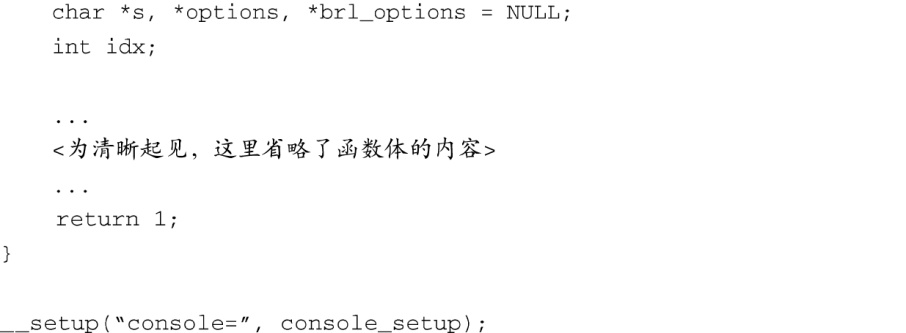 char *s, *options, *brl_options = NULL;
int idx;
...
<为清晰起见，这里省略了函数体的内容>
...
return 1;
}
__setup(“console=”, console_setup);